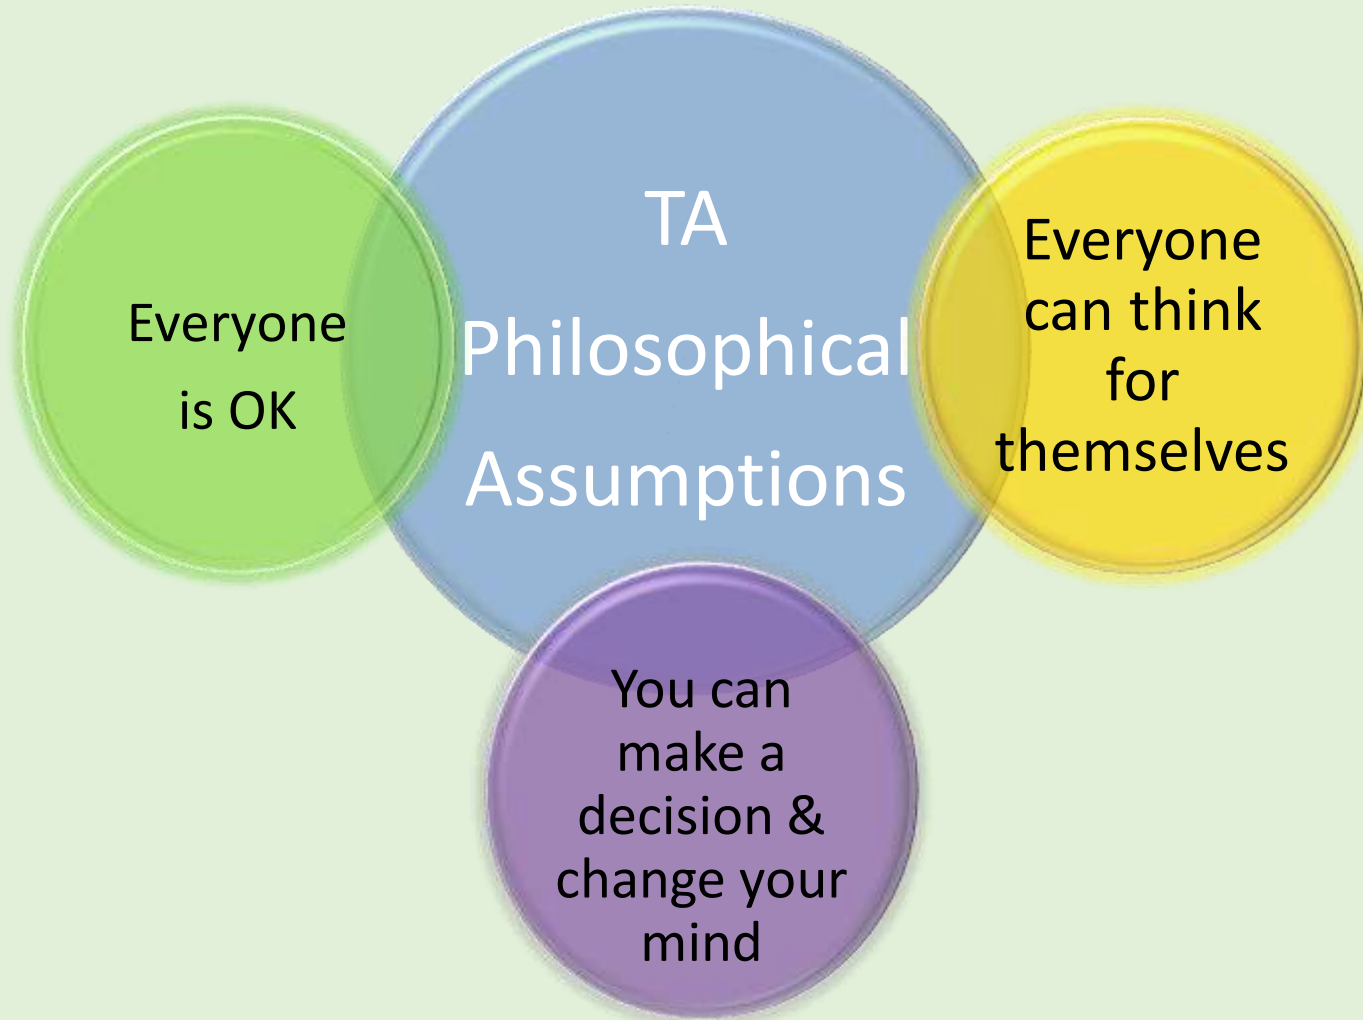 TA
Philosophical
Assumptions
Everyone
is OK
Everyone
can think
for
themselves
You can
make a
decision &
change your
mind